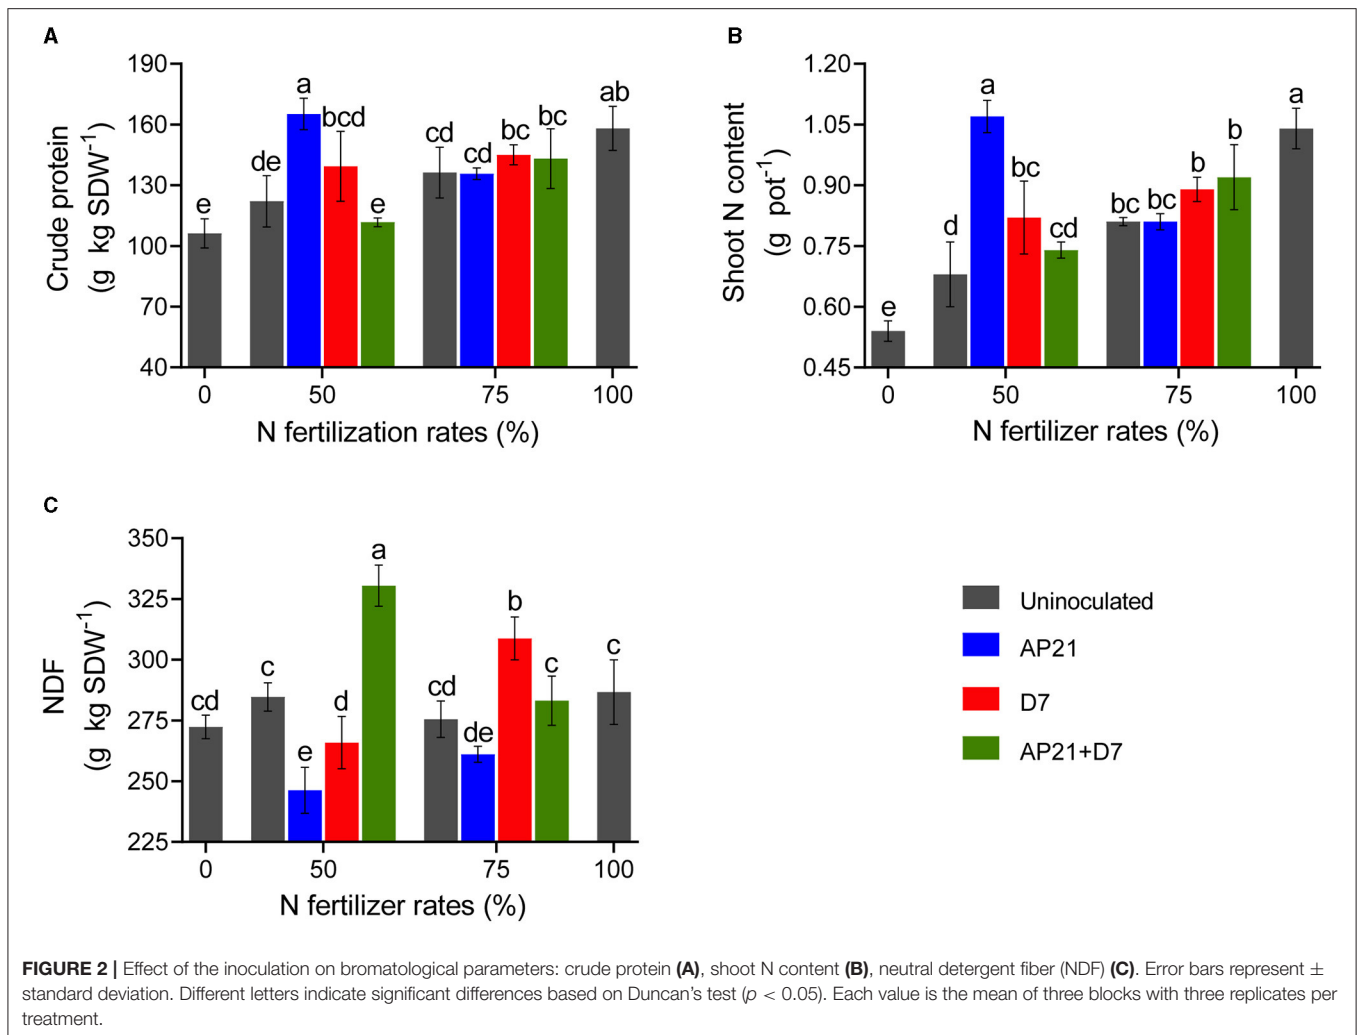 A
190
160
130
100
70
40
Crude protein
(g kg SDW⁻¹)
e
de
a
bcd
e
cd
cd
bc
bc
ab
0 50 75 100
N fertilization rates (%)
B
1.20
1.05
0.90
0.75
0.60
0.45
Shoot N content
(g pot⁻¹)
e
d
a
bc
cd
bc
bc
b
b
a
0 50 75 100
N fertilizer rates (%)
C
350
325
300
275
250
225
NDF
(g kg SDW⁻¹)
cd
c
e
d
a
cd
de
b
c
c
0 50 75 100
N fertilizer rates (%)
Uninoculated
AP21
D7
AP21+D7
FIGURE 2 | Effect of the inoculation on bromatological parameters: crude protein (A), shoot N content (B), neutral detergent fiber (NDF) (C). Error bars represent ±
standard deviation. Different letters indicate significant differences based on Duncan's test (p < 0.05). Each value is the mean of three blocks with three replicates per
treatment.